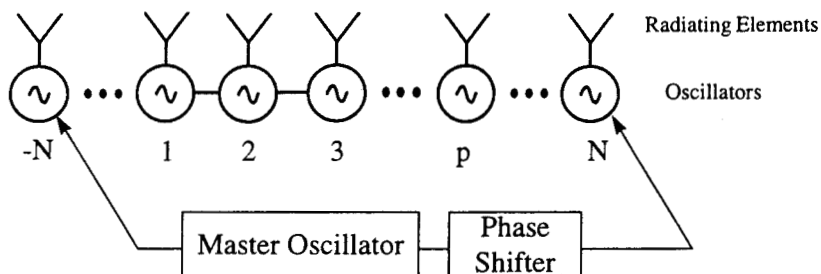 Radiating Elements
Oscillators
-N 1 2 3 p N
Master Oscillator
Phase
Shifter